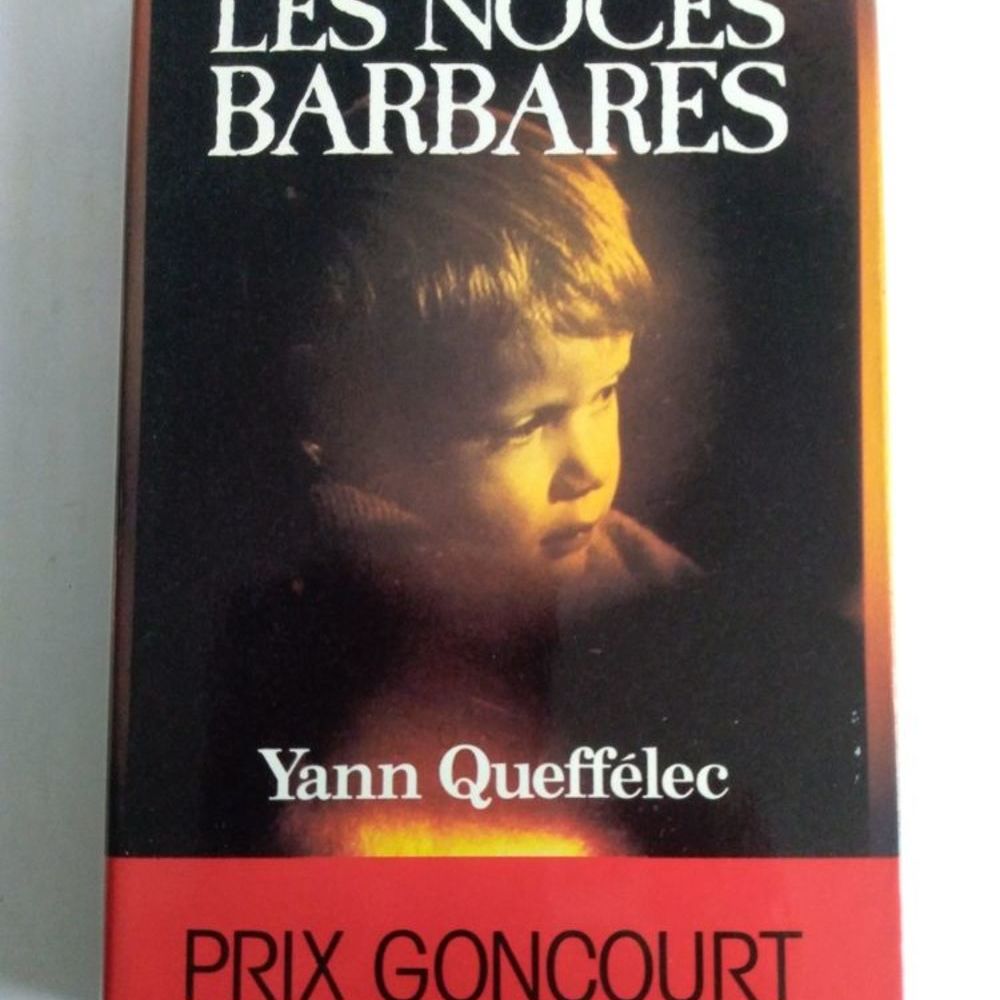 LES NOCES
BARBARES
Yann Queffélec
PRIX GONCOURT